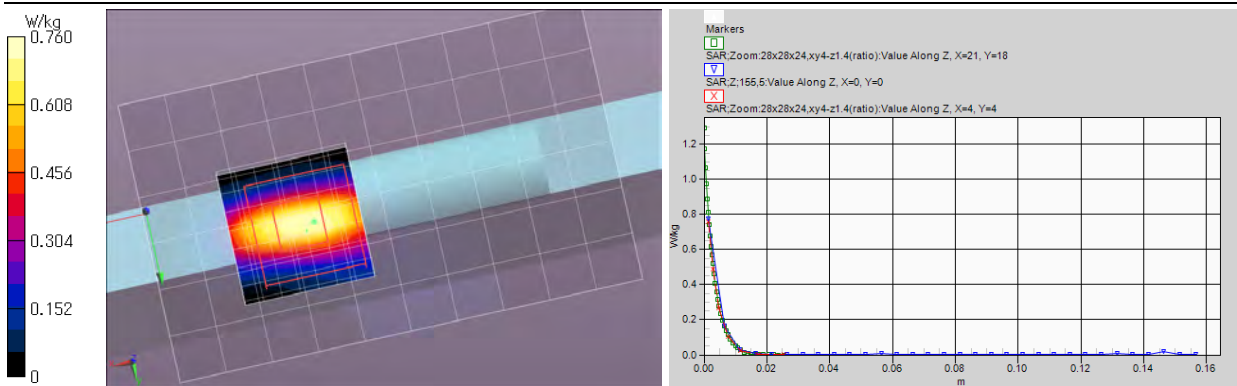 W/kg
0.760
0.608
0.456
0.304
0.152
0
Markers
SAR;Zoom:28x28x24,xy4-z1.4(ratio):Value Along Z, X=21, Y=18
SAR;Z;155,5:Value Along Z, X=0, Y=0
SAR;Zoom:28x28x24,xy4-z1.4(ratio):Value Along Z, X=4, Y=4
W/kg
1.2
1.0
0.8
0.6
0.4
0.2
0.0
0.00 0.02 0.04 0.06 0.08 0.10 0.12 0.14 0.16
m